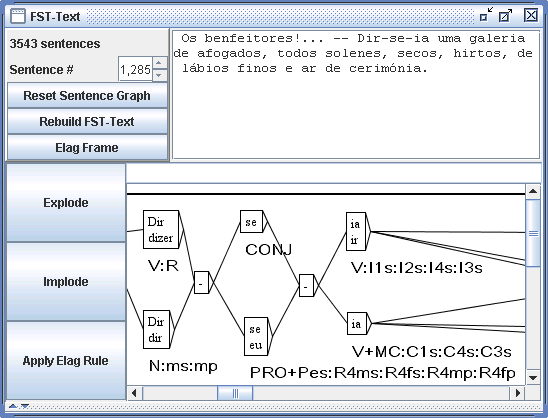 FST-Text
3543 sentences
Sentence # 1,285
Reset Sentence Graph
Rebuild FST-Text
Elag Frame
Os benfeitores!... -- Dir-se-ia uma galeria
de afogados, todos solenes, secos, hirtos, de
lábios finos e ar de cerimónia.
Explode
Implode
Apply Elag Rule
Dir
dizer
V:R
-
Dir
dir
N:ms:mp
se
CONJ
se
eu
PRO+Pes:R4ms:R4fs:R4mp:R4fp
-
ia
ir
V:I1s:I2s:I4s:I3s
ia
V+MC:C1s:C4s:C3s